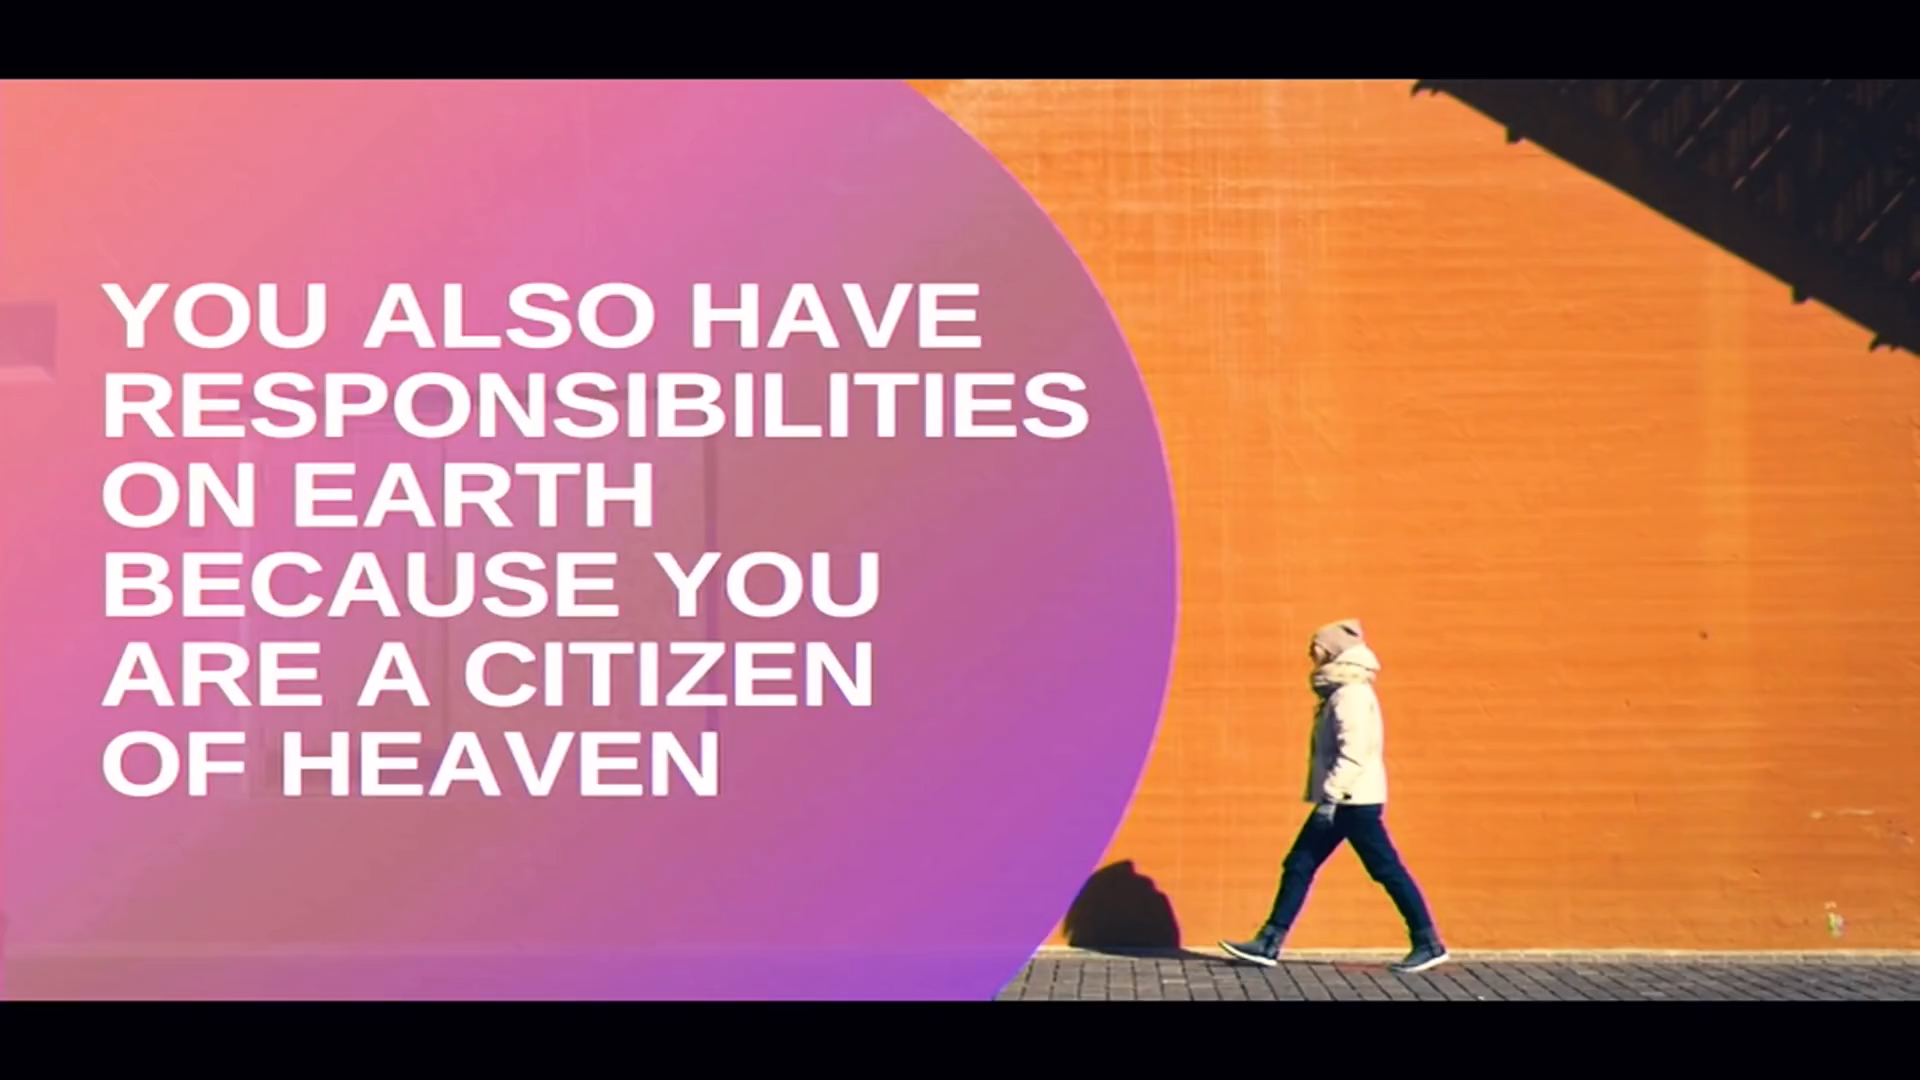 YOU ALSO HAVE
RESPONSIBILITIES
ON EARTH
BECAUSE YOU
ARE A CITIZEN
OF HEAVEN